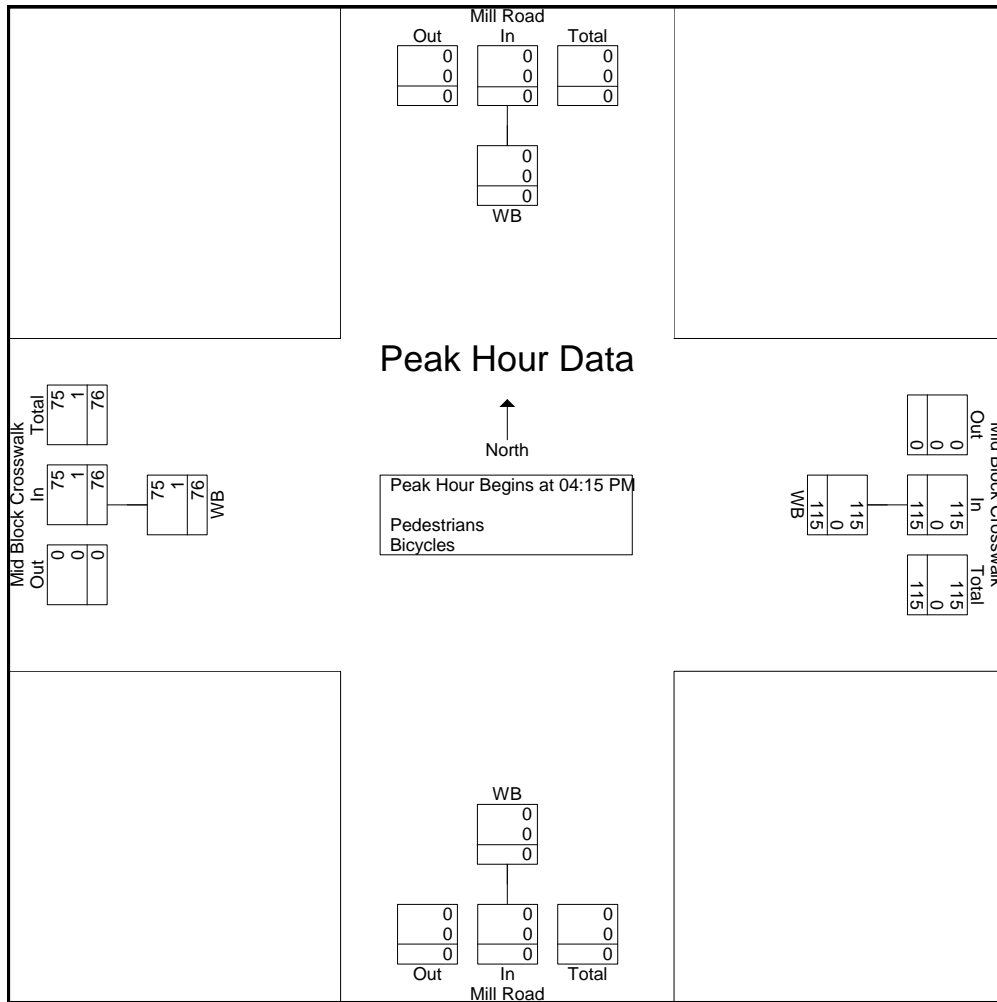 Mill Road
Out In Total
0 0 0
0 0 0
0 0 0
0
0
0
WB
Peak Hour Data
North
Peak Hour Begins at 04:15 PM
Pedestrians
Bicycles
Mid Block Crosswalk
Out In Total
0 75 75
0 1 1
0 76 76
75
1
76
WB
Mid Block Crosswalk
Out In Total
0 115 115
0 0 0
0 115 115
115
0
115
WB
WB
0
0
0
0 0 0
0 0 0
0 0 0
Out In Total
Mill Road